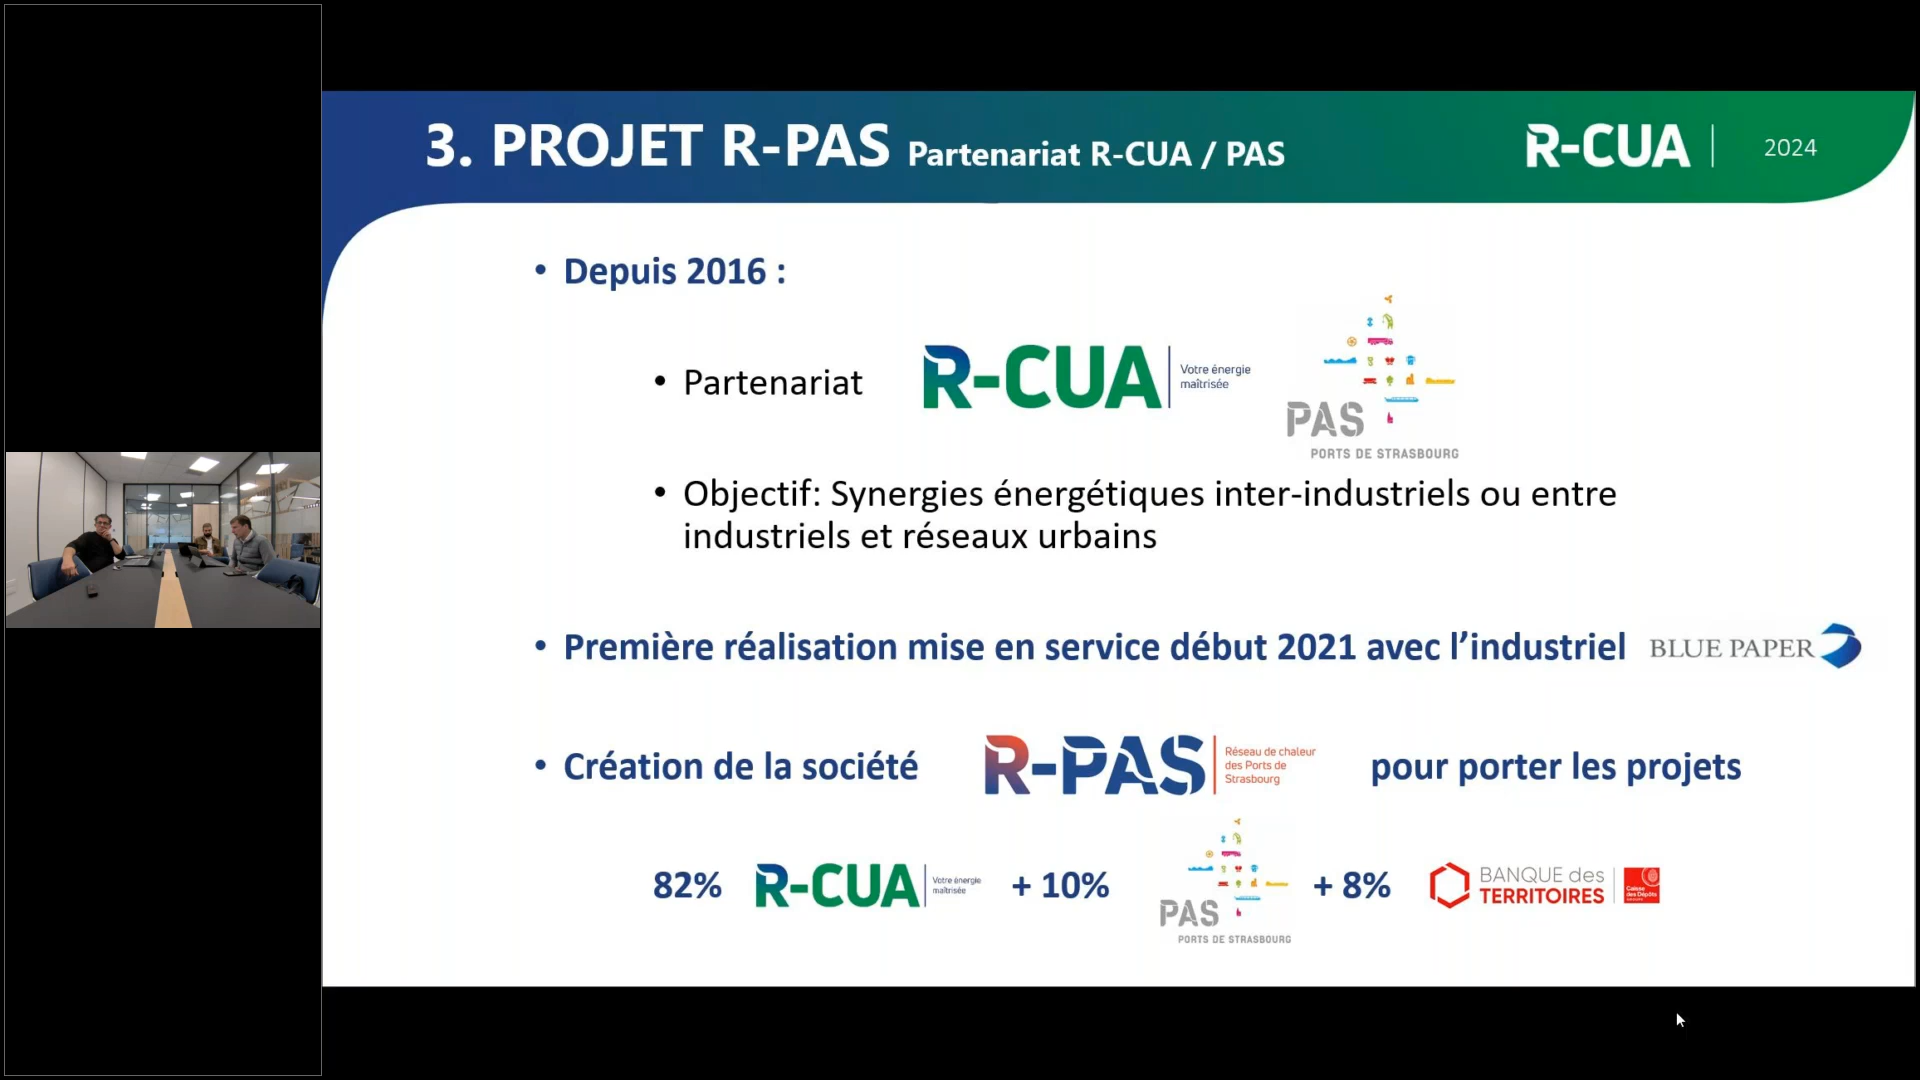 3. PROJET R-PAS Partenariat R-CUA / PAS
R-CUA | 2024
• Depuis 2016 :
• Partenariat
R-CUA
Votre énergie
maîtrisée
PAS
PORTS DE STRASBOURG
• Objectif: Synergies énergétiques inter-industriels ou entre
industriels et réseaux urbains
• Première réalisation mise en service début 2021 avec l’industriel
BLUE PAPER
• Création de la société
R-PAS
Réseau de chaleur
des Ports de
Strasbourg
pour porter les projets
82%
R-CUA
Votre énergie
maîtrisée
+ 10%
PAS
PORTS DE STRASBOURG
+ 8%
BANQUE des
TERRITOIRES
Caisse
des Dépôts